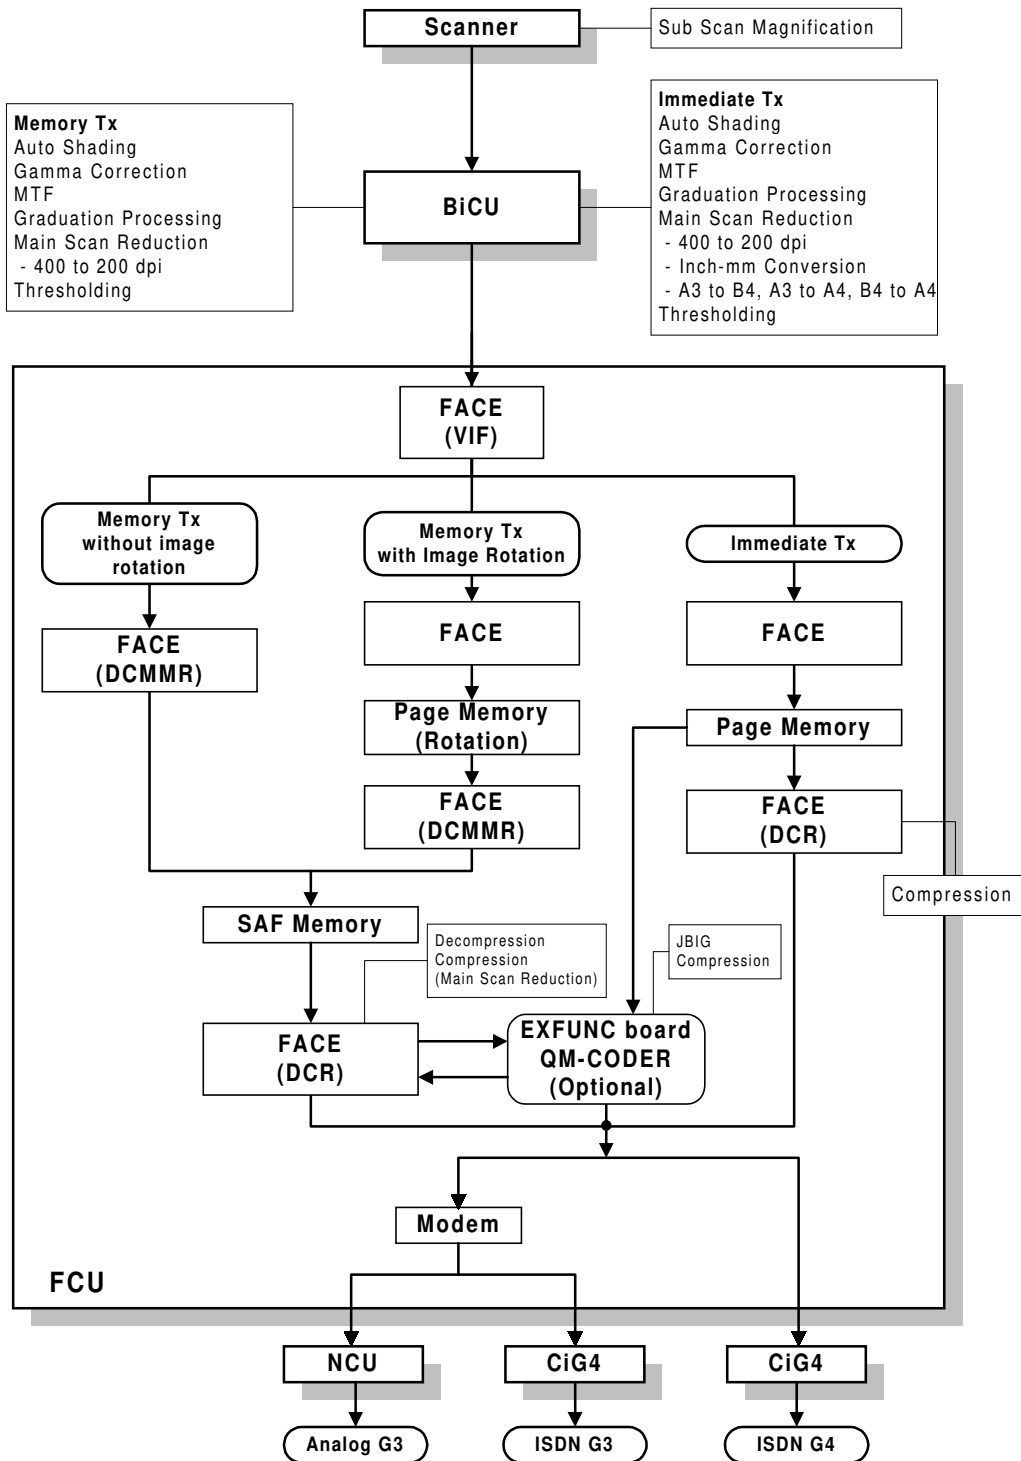 Scanner
Sub Scan Magnification
Memory Tx
Auto Shading
Gamma Correction
MTF
Graduation Processing
Main Scan Reduction
- 400 to 200 dpi
Thresholding
BiCU
Immediate Tx
Auto Shading
Gamma Correction
MTF
Graduation Processing
Main Scan Reduction
- 400 to 200 dpi
- Inch-mm Conversion
- A3 to B4, A3 to A4, B4 to A4
Thresholding
FACE
(VIF)
Memory Tx
without image
rotation
Memory Tx
with Image Rotation
Immediate Tx
FACE
(DCMMR)
FACE
FACE
Page Memory
(Rotation)
Page Memory
FACE
(DCMMR)
FACE
(DCR)
Compression
SAF Memory
Decompression
Compression
(Main Scan Reduction)
JBIG
Compression
FACE
(DCR)
EXFUNC board
QM-CODER
(Optional)
Modem
FCU
NCU
CiG4
CiG4
Analog G3
ISDN G3
ISDN G4